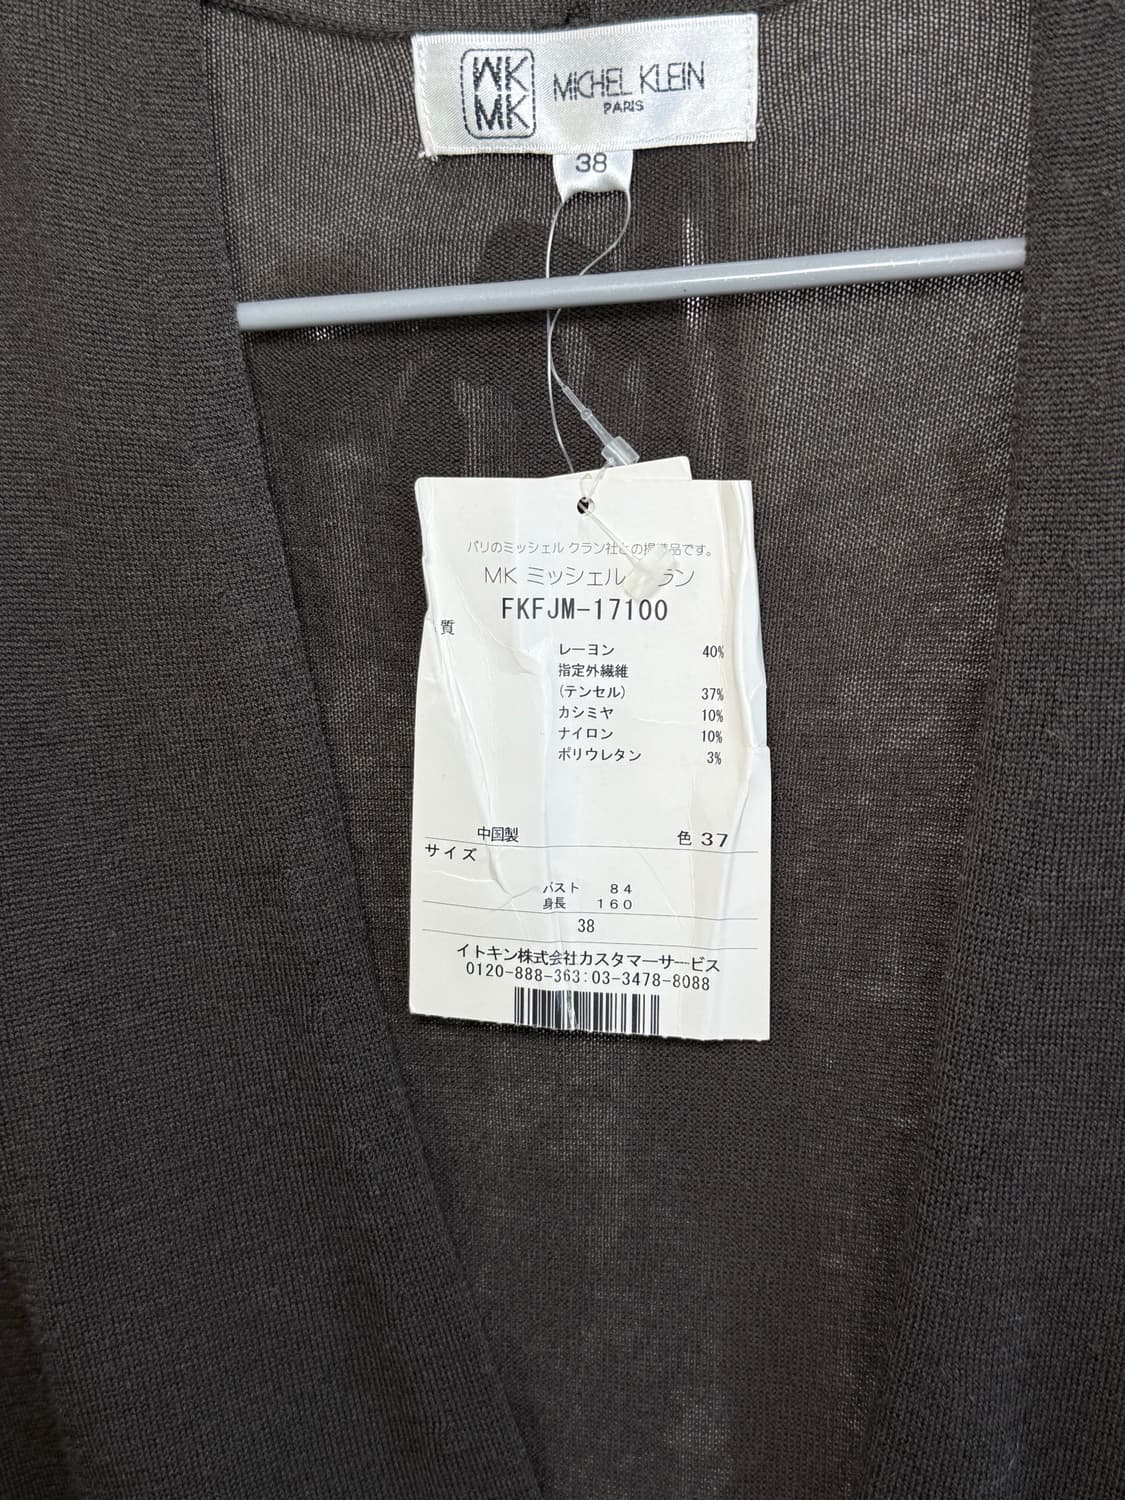 MK
MK
MICHEL KLEIN
PARIS
38
パリのミッシェル クラン社との提携品です。
MK ミッシェル クラン
FKFJM-17100
質
レーヨン 40%
指定外繊維
(テンセル) 37%
カシミヤ 10%
ナイロン 10%
ポリウレタン 3%
中国製 色 37
サイズ
バスト 84
身長 160
38
イトキン株式会社カスタマーサービス
0120-888-363:03-3478-8088